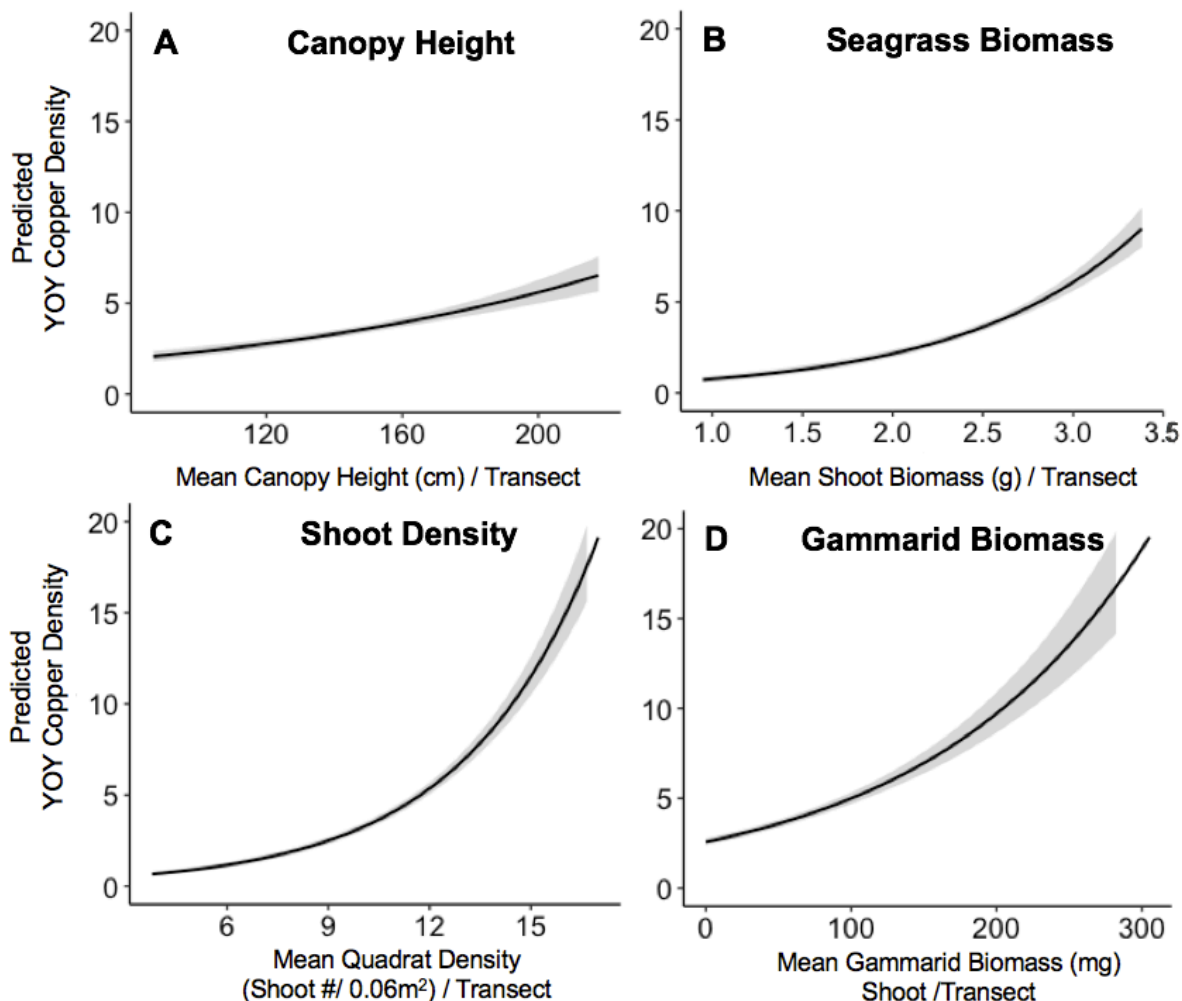 A Canopy Height
20
15
10
5
0
Predicted
YOY Copper Density
120 160 200
Mean Canopy Height (cm) / Transect
B Seagrass Biomass
20
15
10
5
0
1.0 1.5 2.0 2.5 3.0 3.5
Mean Shoot Biomass (g) / Transect
C Shoot Density
20
15
10
5
0
Predicted
YOY Copper Density
6 9 12 15
Mean Quadrat Density
(Shoot #/ 0.06m²) / Transect
D Gammarid Biomass
20
15
10
5
0
0 100 200 300
Mean Gammarid Biomass (mg)
Shoot /Transect